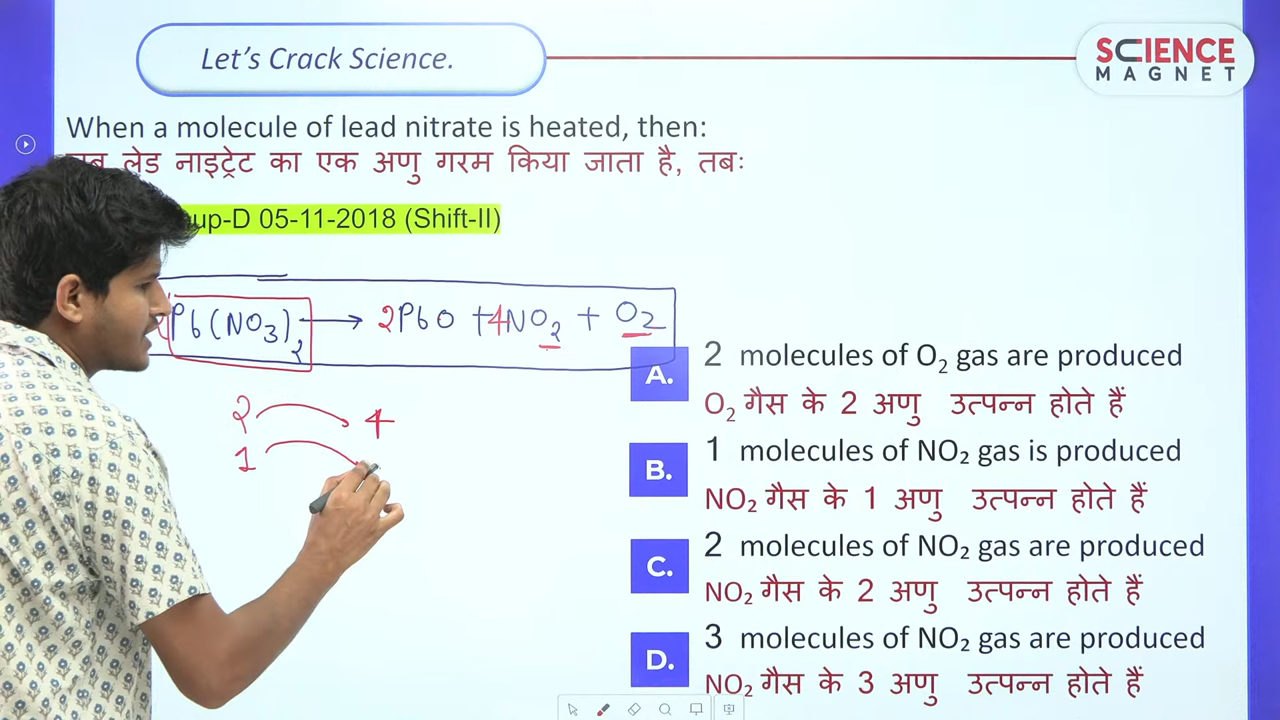 Let's Crack Science.
SCIENCE
MAGNET
When a molecule of lead nitrate is heated, then:
लेड नाइट्रेट का एक अणु गरम किया जाता है, तबः
up-D 05-11-2018 (Shift-II)
Pb(NO₃)₂ → 2PbO + 4NO₂ + O₂
2 4
1
A. 2 molecules of O₂ gas are produced
O₂ गैस के 2 अणु उत्पन्न होते हैं
B. 1 molecules of NO₂ gas is produced
NO₂ गैस के 1 अणु उत्पन्न होते हैं
C. 2 molecules of NO₂ gas are produced
NO₂ गैस के 2 अणु उत्पन्न होते हैं
D. 3 molecules of NO₂ gas are produced
NO₂ गैस के 3 अणु उत्पन्न होते हैं